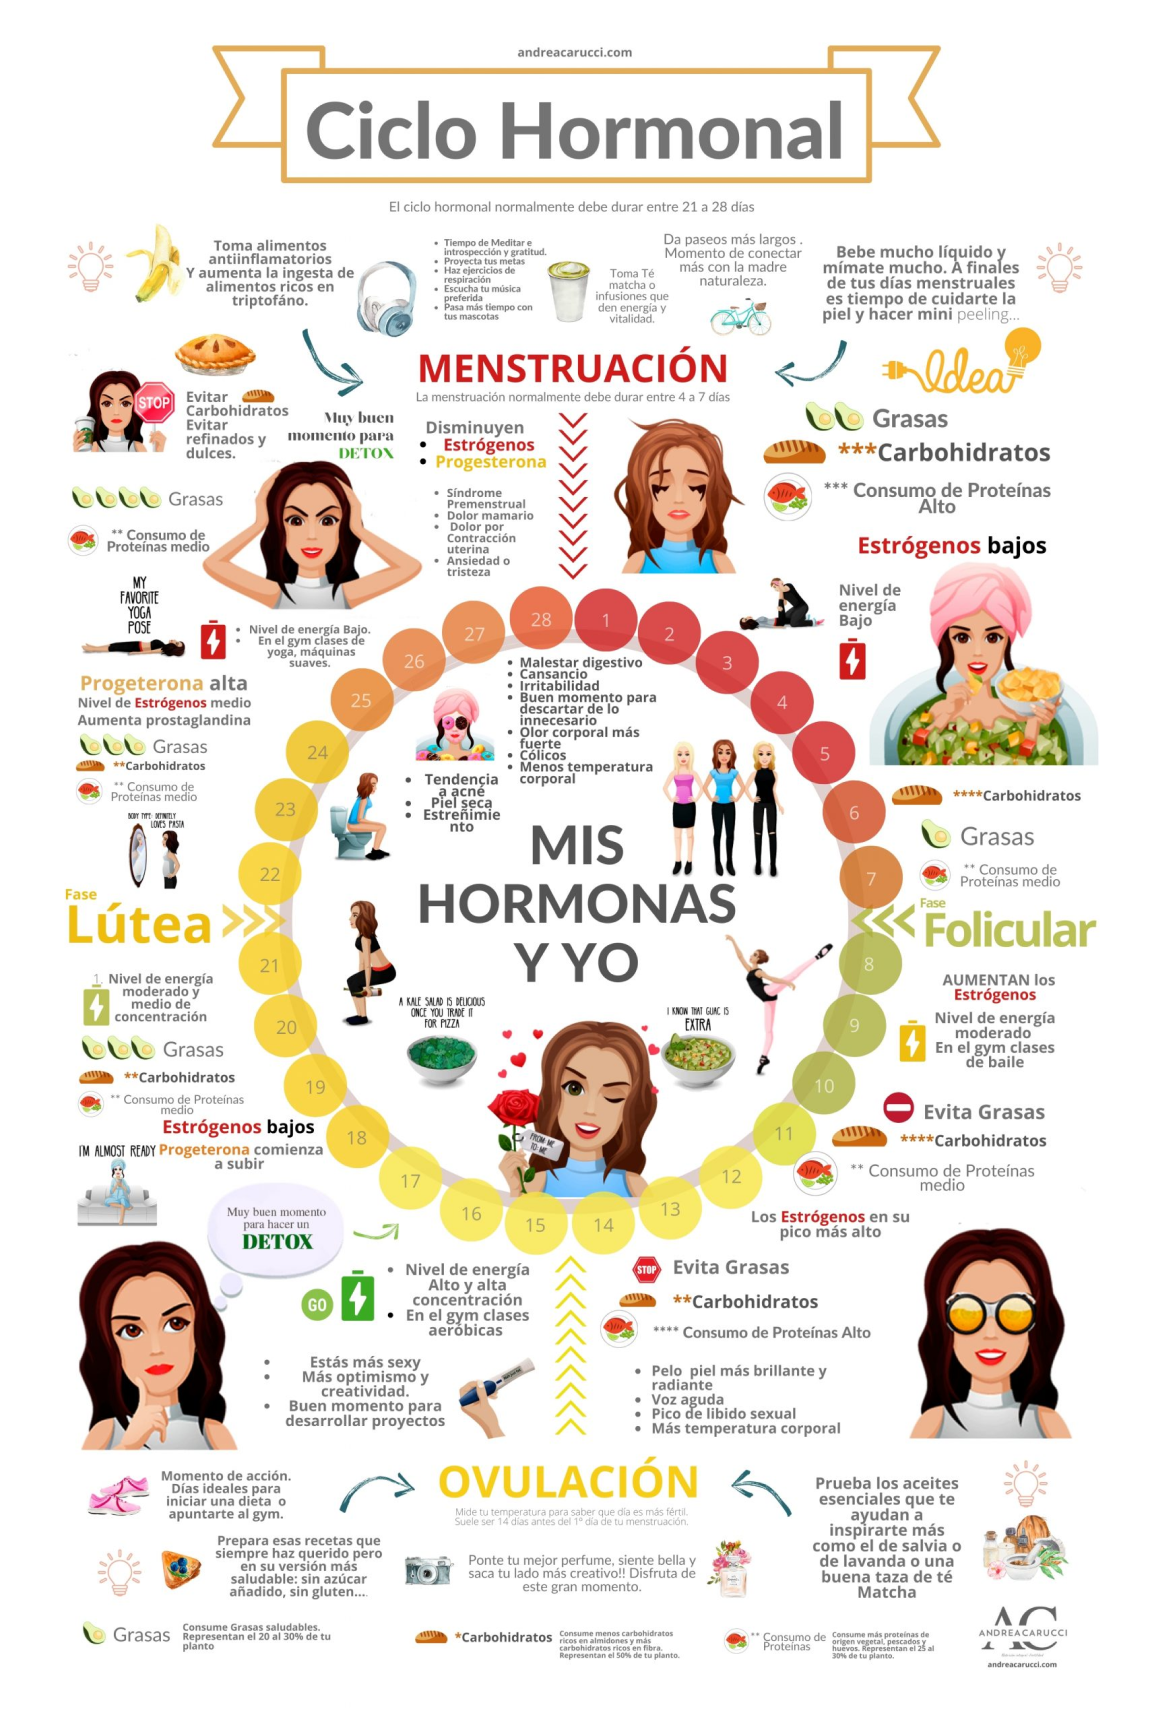 andreacarucci.com
Ciclo Hormonal
El ciclo hormonal normalmente debe durar entre 21 a 28 días
Toma alimentos
antiinflamatorios
Y aumenta la ingesta de
alimentos ricos en
triptofáno.
Tiempo de Meditar e
introspección y gratitud.
Proyecta tus metas
Haz ejercicios de
respiración
Escucha tu música
preferida
Pasa más tiempo con
tus mascotas
Toma Té
matcha o
infusiones que
den energía y
vitalidad.
Da paseos más largos .
Momento de conectar
más con la madre
naturaleza.
Bebe mucho líquido y
mímate mucho. A finales
de tus días menstruales
es tiempo de cuidarte la
piel y hacer mini peeling...
Idea
MENSTRUACIÓN
La menstruación normalmente debe durar entre 4 a 7 días
STOP
Evitar
Carbohidratos
Evitar
refinados y
dulces.
Muy buen
momento para
DETOX
Disminuyen
Estrógenos
Progesterona
Síndrome
Premenstrual
Dolor mamario
Dolor por
Contracción
uterina
Ansiedad o
tristeza
Grasas
** Consumo de
Proteínas medio
Grasas
***Carbohidratos
*** Consumo de Proteínas
Alto
Estrógenos bajos
Nivel de
energía
Bajo
MY
FAVORITE
YOGA
POSE
Nivel de energía Bajo.
En el gym clases de
yoga, máquinas
suaves.
Progeterona alta
Nivel de Estrógenos medio
Aumenta prostaglandina
Grasas
**Carbohidratos
** Consumo de
Proteínas medio
BODY TYPE: DEFINITELY
LOVES PASTA
28
1
2
3
4
5
6
7
8
9
10
11
12
13
14
15
16
17
18
19
20
21
22
23
24
25
26
27
Malestar digestivo
Cansancio
Irritabilidad
Buen momento para
descartar de lo
innecesario
Olor corporal más
fuerte
Cólicos
Menos temperatura
corporal
Tendencia
a acné
Piel seca
Estreñimie
nto
MIS
HORMONAS
Y YO
A KALE SALAD IS DELICIOUS
ONCE YOU TRADE IT
FOR PIZZA
I KNOW THAT GUAC IS
EXTRA
FROM ME
TO ME
****Carbohidratos
Grasas
** Consumo de
Proteínas medio
Fase
Folicular
AUMENTAN los
Estrógenos
Nivel de energía
moderado
En el gym clases
de baile
Evita Grasas
****Carbohidratos
** Consumo de Proteínas
medio
Los Estrógenos en su
pico más alto
Fase
Lútea
1. Nivel de energía
moderado y
medio de
concentración
Grasas
**Carbohidratos
** Consumo de Proteínas
medio
Estrógenos bajos
Progeterona comienza
a subir
I'M ALMOST READY
Muy buen momento
para hacer un
DETOX
GO
Nivel de energía
Alto y alta
concentración
En el gym clases
aeróbicas
Estás más sexy
Más optimismo y
creatividad.
Buen momento para
desarrollar proyectos
STOP
Evita Grasas
**Carbohidratos
**** Consumo de Proteínas Alto
Pelo piel más brillante y
radiante
Voz aguda
Pico de libido sexual
Más temperatura corporal
OVULACIÓN
Mide tu temperatura para saber que día es más fértil.
Suele ser 14 días antes del 1º día de tu menstruación.
Momento de acción.
Días ideales para
iniciar una dieta o
apuntarte al gym.
Prepara esas recetas que
siempre haz querido pero
en su versión más
saludable: sin azúcar
añadido, sin gluten...
Ponte tu mejor perfume, siente bella y
saca tu lado más creativo!! Disfruta de
este gran momento.
Prueba los aceites
esenciales que te
ayudan a
inspirarte más
como el de salvia o
de lavanda o una
buena taza de té
Matcha
Grasas
Consume Grasas saludables.
Representan el 20 al 30% de tu
planto
*Carbohidratos
Consume menos carbohidratos
ricos en almidones y más
carbohidratos ricos en fibra.
Representan el 50% de tu planto.
** Consumo de
Proteínas
Consume más proteínas de
origen vegetal, pescados y
huevos. Representan el 25 al
30% de tu planto.
AC
ANDREACARUCCI
andreacarucci.com